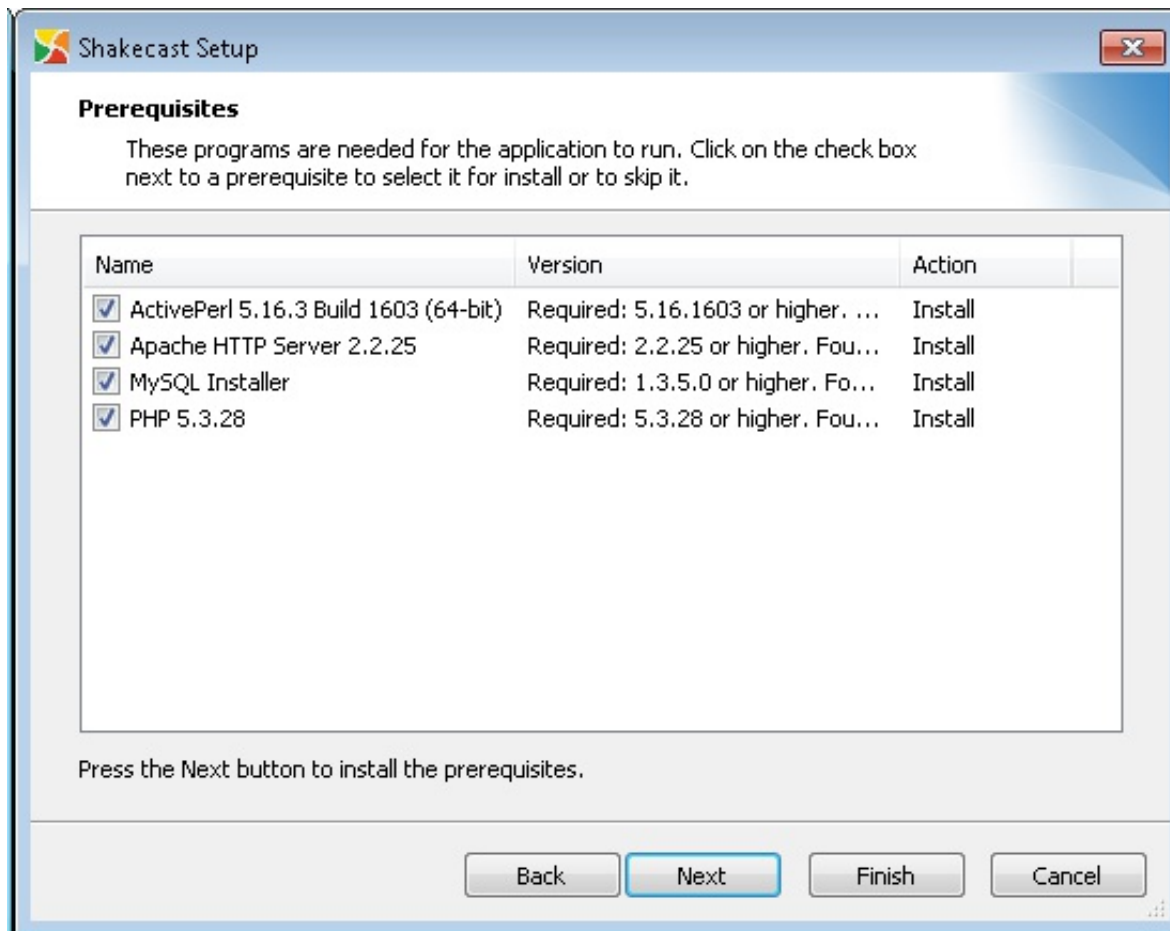 Shakecast Setup
Prerequisites
These programs are needed for the application to run. Click on the check box
next to a prerequisite to select it for install or to skip it.
Name Version Action
ActivePerl 5.16.3 Build 1603 (64-bit) Required: 5.16.1603 or higher. ... Install
Apache HTTP Server 2.2.25 Required: 2.2.25 or higher. Fou... Install
MySQL Installer Required: 1.3.5.0 or higher. Fo... Install
PHP 5.3.28 Required: 5.3.28 or higher. Fou... Install
Press the Next button to install the prerequisites.
Back Next Finish Cancel